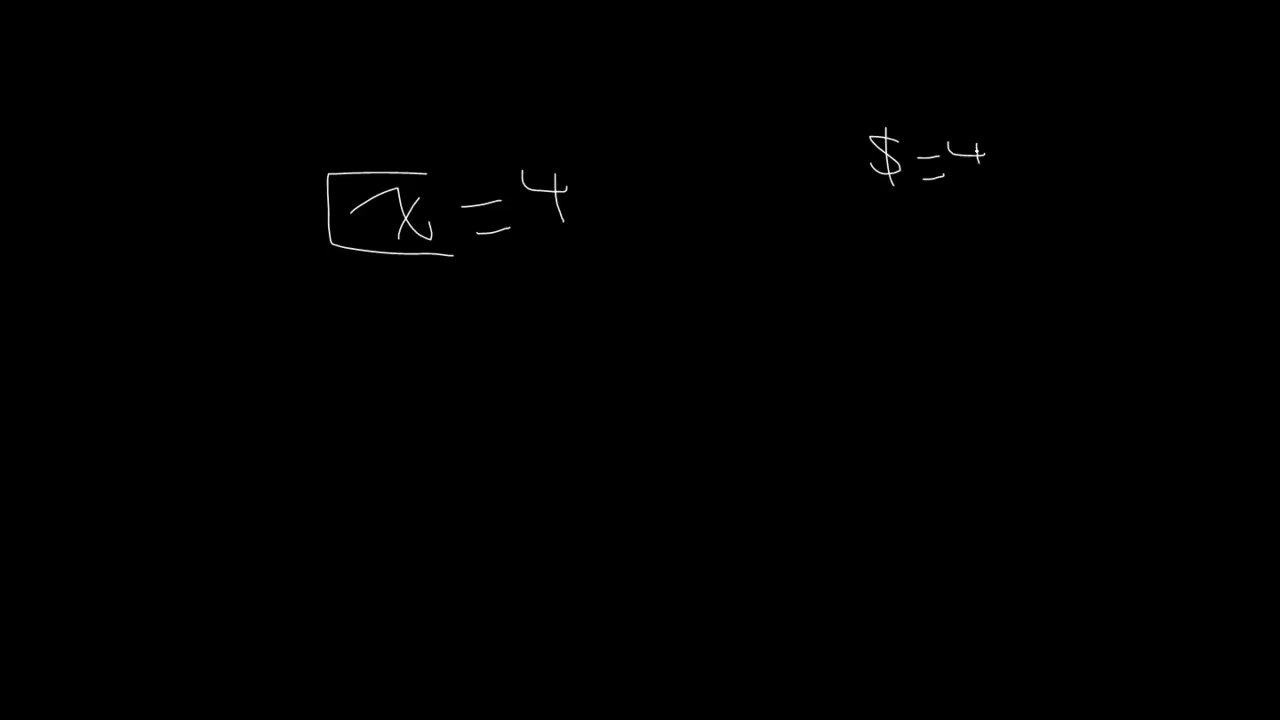 x = 4
$ = 4